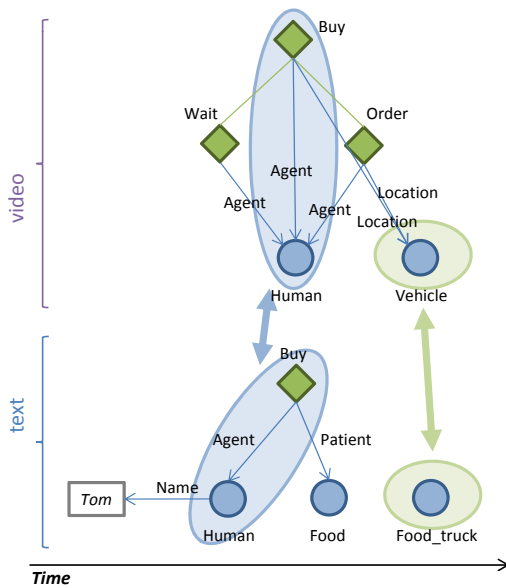 Buy
Wait
Order
video
Agent
Location
Agent
Agent
Location
Human
Vehicle
Buy
text
Agent
Patient
Name
Tom
Human
Food
Food_truck
Time